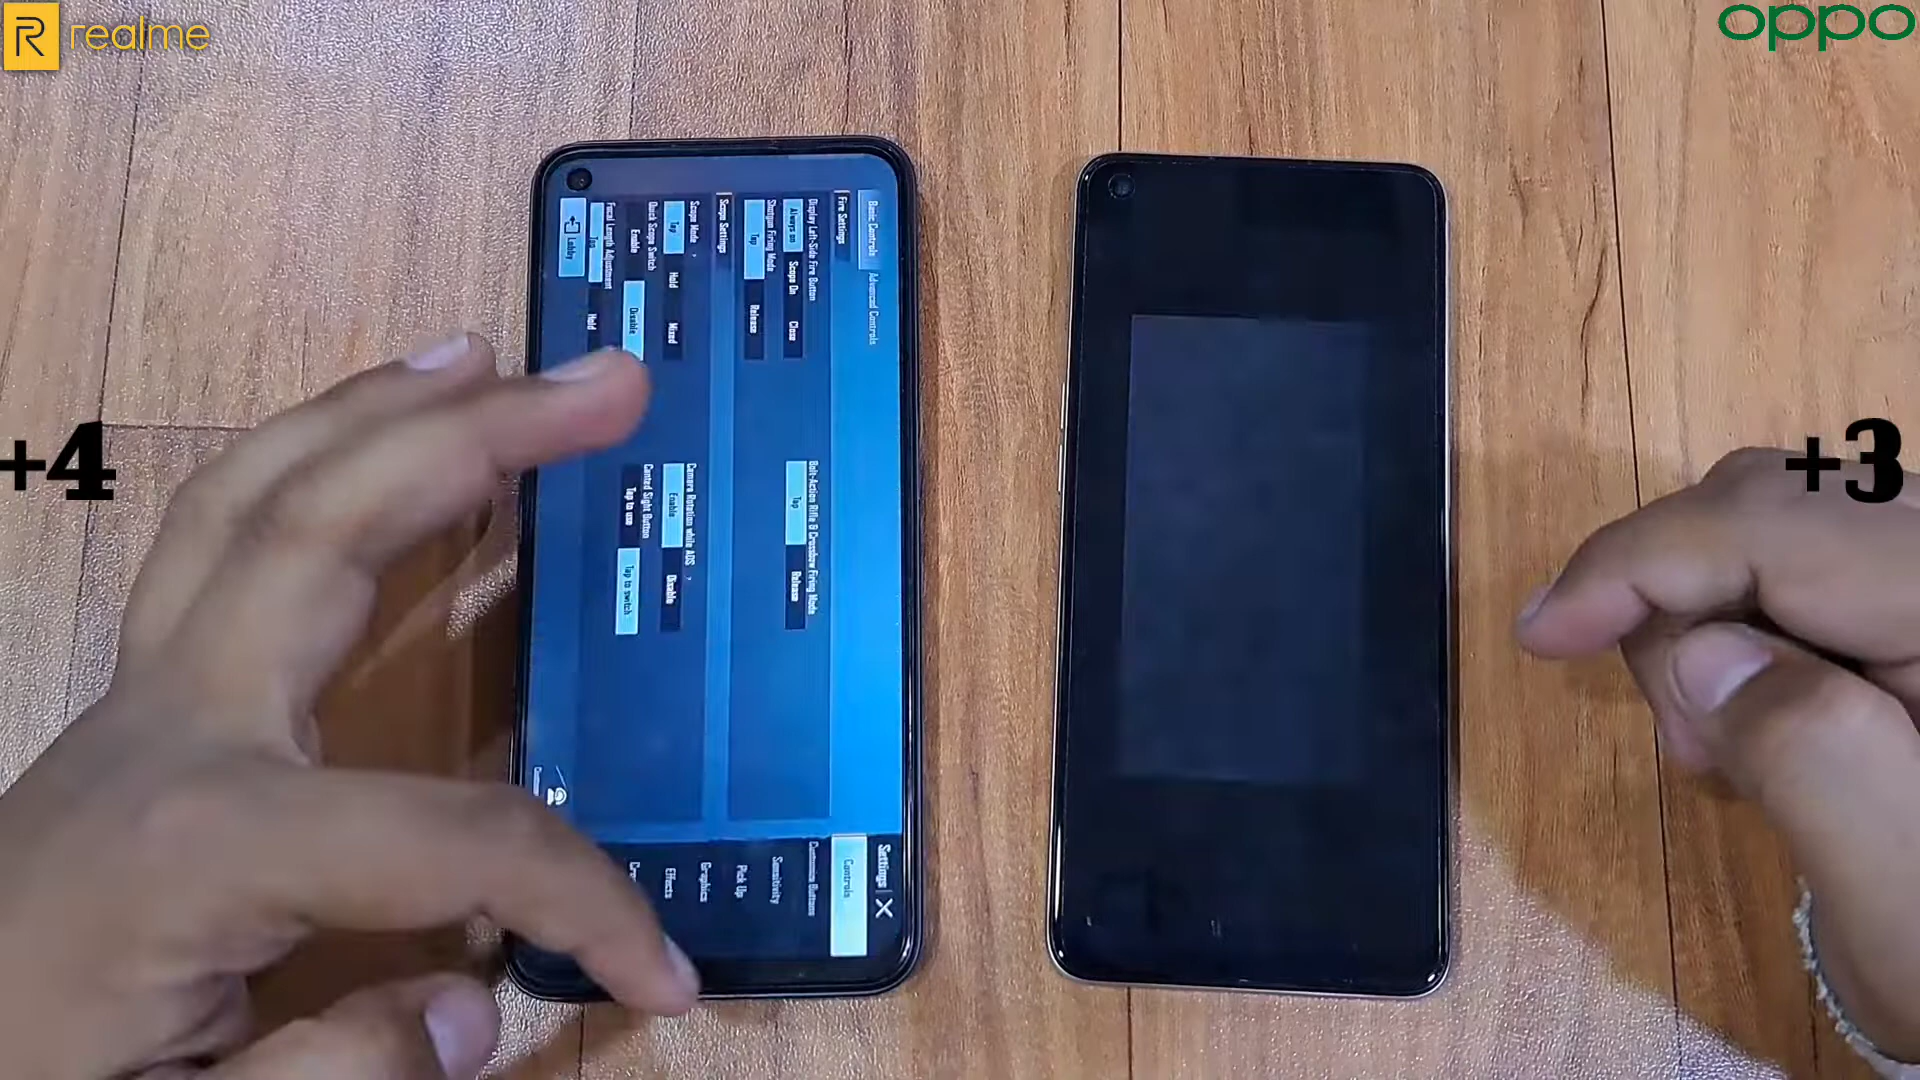 realme
oppo
+4
+3
Basic Controls
Advanced Controls
Fire Settings
Display Left-Side Fire Button
Always on
Scope On
Close
Bolt-Action Rifle & Crossbow Firing Mode
Tap
Release
Shotgun Firing Mode
Tap
Release
Scope Settings
Scope Mode ?
Tap
Hold
Mixed
Camera Rotation while ADS ?
Enable
Disable
Quick Scope Switch
Enable
Disable
Canted Sight Button
Tap to use
Tap to switch
Focal Length Adjustment
Tap
Hold
Lobby
Settings
X
Controls
Customize Buttons
Sensitivity
Pick Up
Graphics
Effects